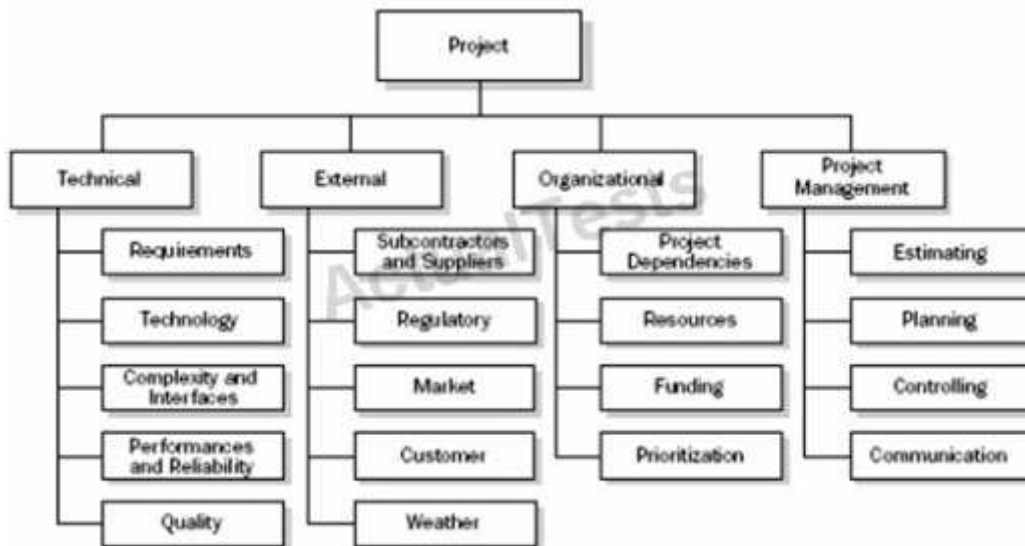 Project
Technical
External
Organizational
Project
Management
Requirements
Technology
Complexity and
Interfaces
Performances
and Reliability
Quality
Subcontractors
and Suppliers
Regulatory
Market
Customer
Weather
Project
Dependencies
Resources
Funding
Prioritization
Estimating
Planning
Controlling
Communication
ActualTests